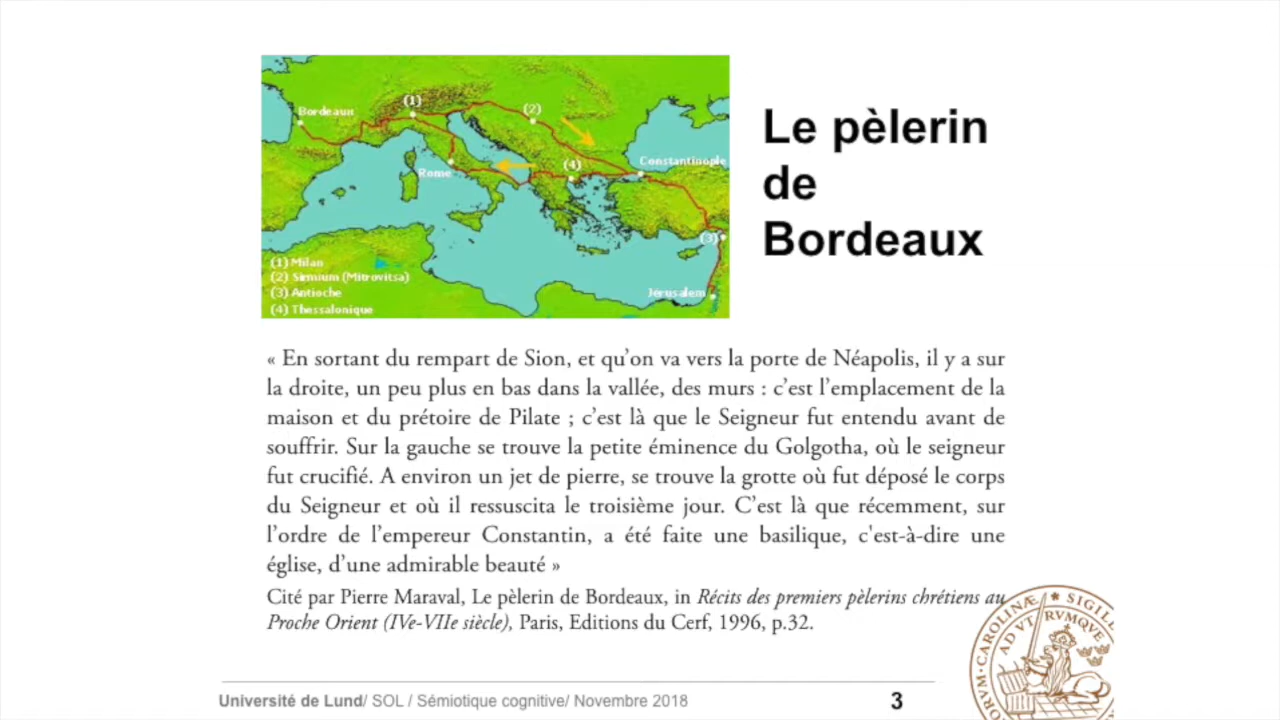 Bordeaux
(1)
(2)
Constantinople
(4)
Rome
(3)
(1) Milan
(2) Sirmium (Mitrovitsa)
(3) Antioche
(4) Thessalonique
Jérusalem
Le pèlerin
de
Bordeaux
« En sortant du rempart de Sion, et qu’on va vers la porte de Néapolis, il y a sur
la droite, un peu plus en bas dans la vallée, des murs : c’est l’emplacement de la
maison et du prétoire de Pilate ; c’est là que le Seigneur fut entendu avant de
souffrir. Sur la gauche se trouve la petite éminence du Golgotha, où le seigneur
fut crucifié. A environ un jet de pierre, se trouve la grotte où fut déposé le corps
du Seigneur et où il ressuscita le troisième jour. C’est là que récemment, sur
l’ordre de l’empereur Constantin, a été faite une basilique, c'est-à-dire une
église, d’une admirable beauté »
Cité par Pierre Maraval, Le pèlerin de Bordeaux, in Récits des premiers pèlerins chrétiens au
Proche Orient (IVe-VIIe siècle), Paris, Editions du Cerf, 1996, p.32.
Université de Lund/ SOL / Sémiotique cognitive/ Novembre 2018
3
CAROLINÆ * SIGIL
AD VTRVMQVE